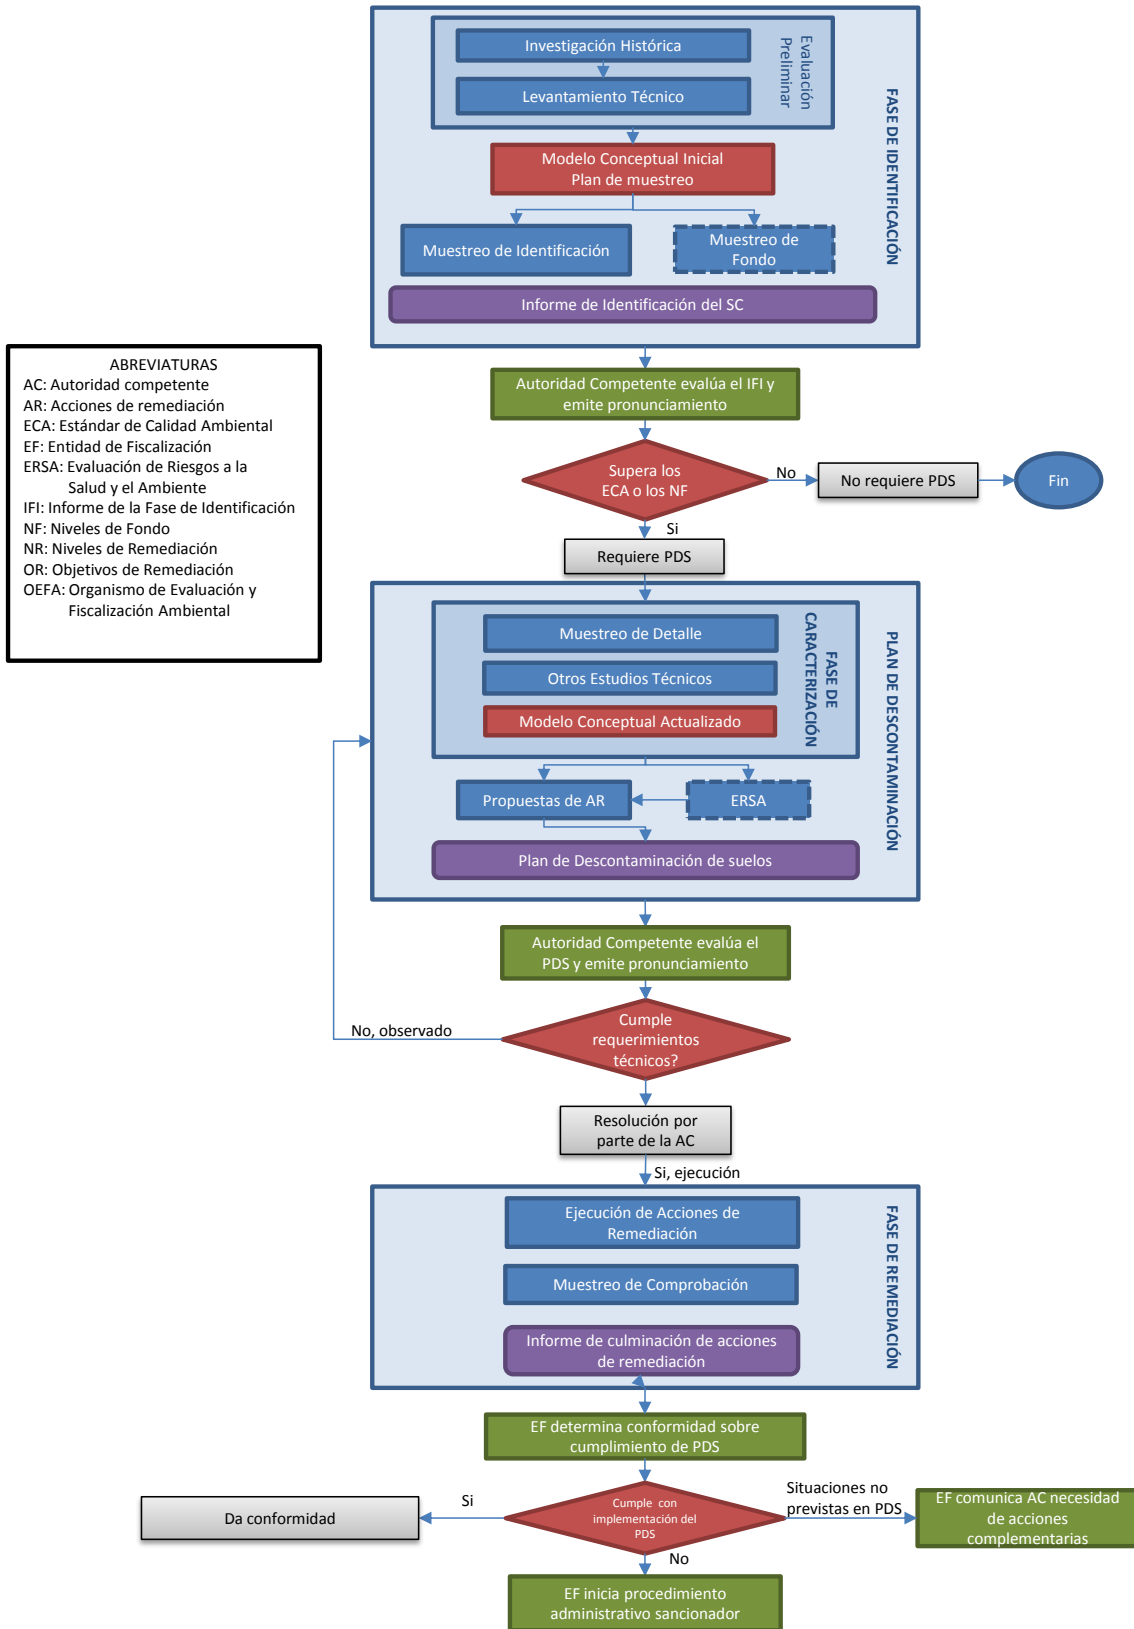 Investigación Histórica
Levantamiento Técnico
Evaluación
Preliminar
FASE DE IDENTIFICACIÓN
Modelo Conceptual Inicial
Plan de muestreo
Muestreo de Identificación
Muestreo de
Fondo
Informe de Identificación del SC
ABREVIATURAS
AC: Autoridad competente
AR: Acciones de remediación
ECA: Estándar de Calidad Ambiental
EF: Entidad de Fiscalización
ERSA: Evaluación de Riesgos a la
Salud y el Ambiente
IFI: Informe de la Fase de Identificación
NF: Niveles de Fondo
NR: Niveles de Remediación
OR: Objetivos de Remediación
OEFA: Organismo de Evaluación y
Fiscalización Ambiental
Autoridad Competente evalúa el IFI y
emite pronunciamiento
Supera los
ECA o los NF
No
No requiere PDS
Fin
Si
Requiere PDS
Muestreo de Detalle
Otros Estudios Técnicos
Modelo Conceptual Actualizado
FASE DE
CARACTERIZACIÓN
PLAN DE DESCONTAMINACIÓN
Propuestas de AR
ERSA
Plan de Descontaminación de suelos
Autoridad Competente evalúa el
PDS y emite pronunciamiento
No, observado
Cumple
requerimientos
técnicos?
Resolución por
parte de la AC
Si, ejecución
Ejecución de Acciones de
Remediación
Muestreo de Comprobación
Informe de culminación de acciones
de remediación
FASE DE REMEDIACIÓN
EF determina conformidad sobre
cumplimiento de PDS
Si
Da conformidad
Cumple con
implementación del
PDS
Situaciones no
previstas en PDS
EF comunica AC necesidad
de acciones
complementarias
No
EF inicia procedimiento
administrativo sancionador